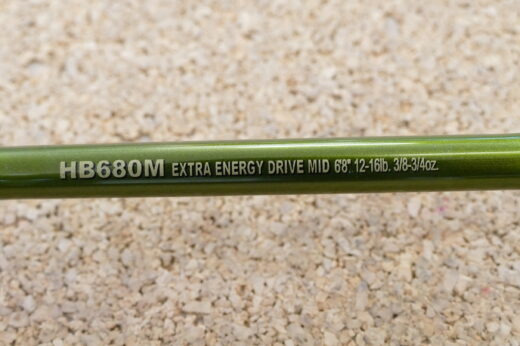 HB680M EXTRA ENERGY DRIVE MID 6'8" 12-16lb. 3/8-3/4oz.